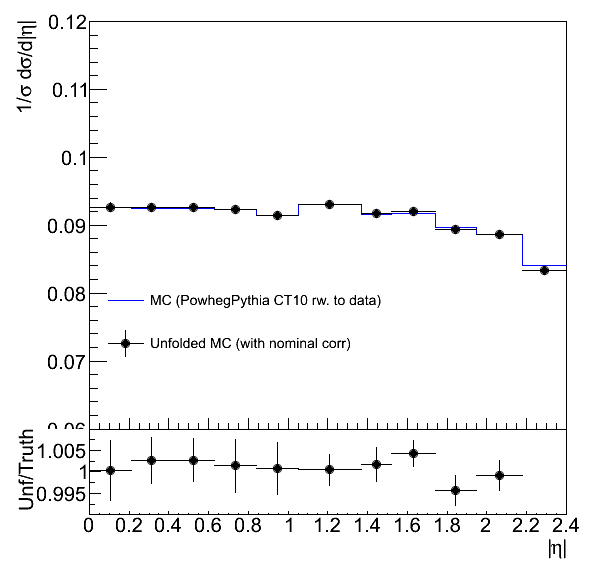 0.12
1/σ dσ/d|η|
0.11
0.1
0.09
0.08
MC (PowhegPythia CT10 rw. to data)
Unfolded MC (with nominal corr)
0.07
0.06
Unf/Truth
1.005
1
0.995
0 0.2 0.4 0.6 0.8 1 1.2 1.4 1.6 1.8 2 2.2 2.4
|η|